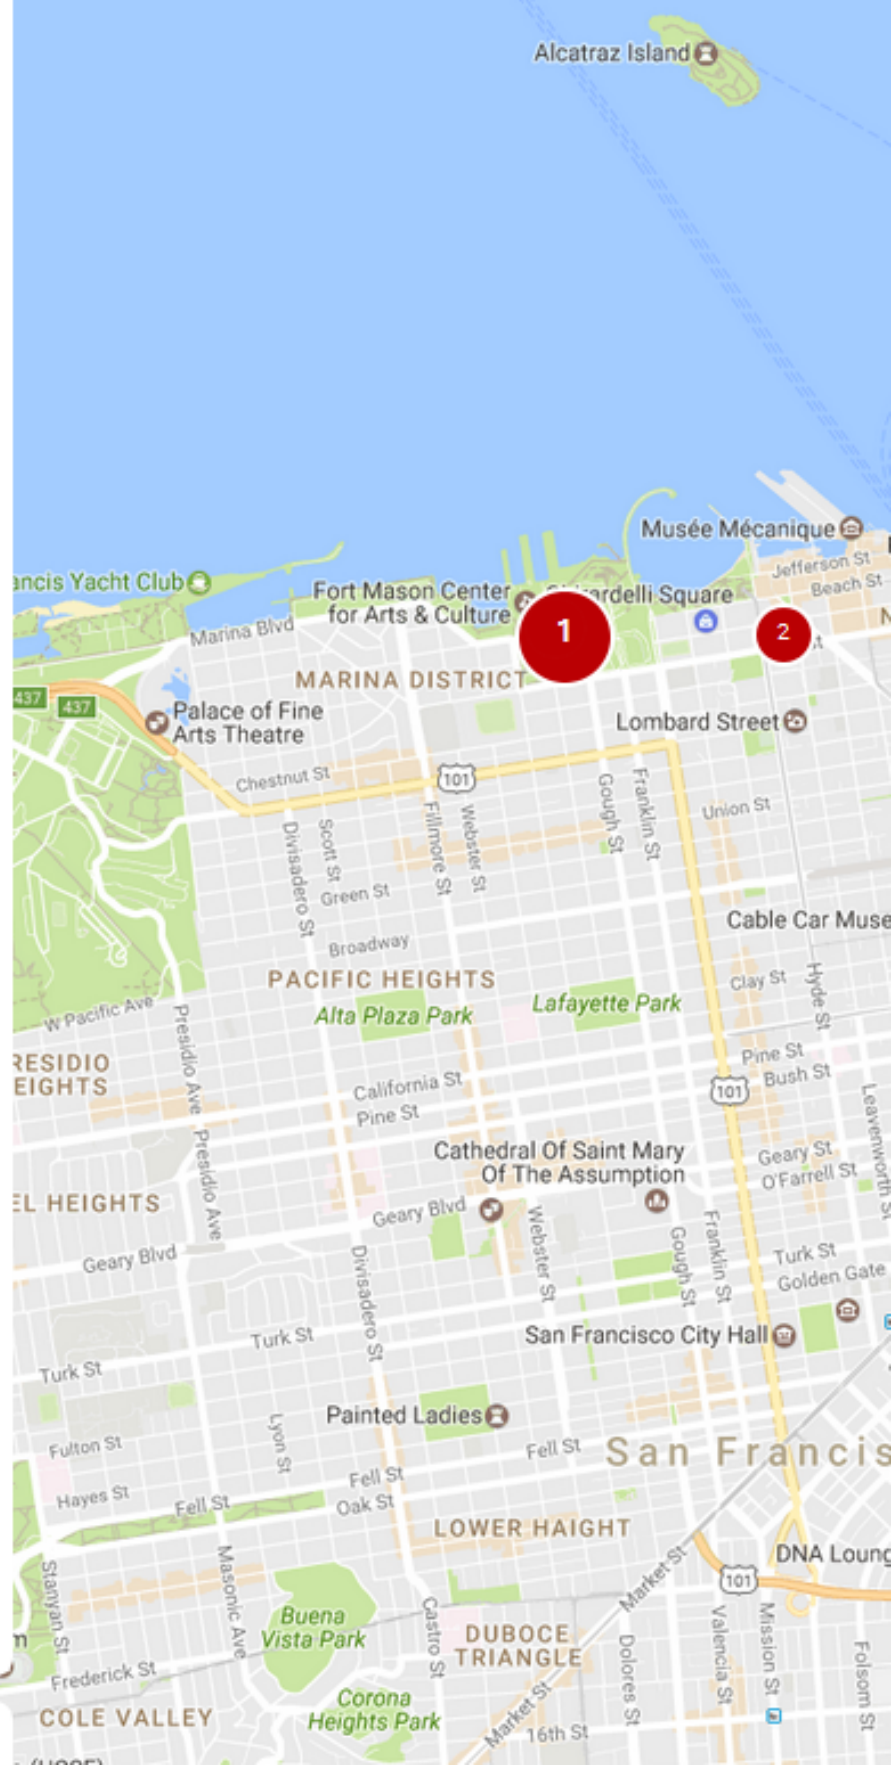 Alcatraz Island
Musée Mécanique
Jefferson St
Beach St
ancis Yacht Club
Fort Mason Center
for Arts & Culture
rardelli Square
Marina Blvd
1
2
st
N
MARINA DISTRICT
437
437
Palace of Fine
Arts Theatre
Lombard Street
Chestnut St
101
Gough St
Franklin St
Union St
Divisadero St
Scott St
Fillmore St
Webster St
Green St
Broadway
Cable Car Muse
PACIFIC HEIGHTS
Clay St
Hyde St
Alta Plaza Park
Lafayette Park
W Pacific Ave
Presidio Ave
RESIDIO
EIGHTS
Pine St
Bush St
California St
Pine St
101
Leavenworth S
Presidio Ave
Cathedral Of Saint Mary
Of The Assumption
Geary St
O'Farrell St
EL HEIGHTS
Geary Blvd
Webster St
Gough St
Franklin St
Geary Blvd
Divisadero St
Turk St
Golden Gate
Turk St
San Francisco City Hall
Turk St
Painted Ladies
Lyon St
Fulton St
Fell St
San Francis
Fell St
Hayes St
Fell St
Oak St
LOWER HAIGHT
DNA Loung
Stanyan St
Masonic Ave
Market St
101
Buena
Vista Park
Castro St
DUBOCE
TRIANGLE
Dolores St
Valencia St
Mission St
Folsom St
m
Frederick St
COLE VALLEY
Corona
Heights Park
Market St
16th St